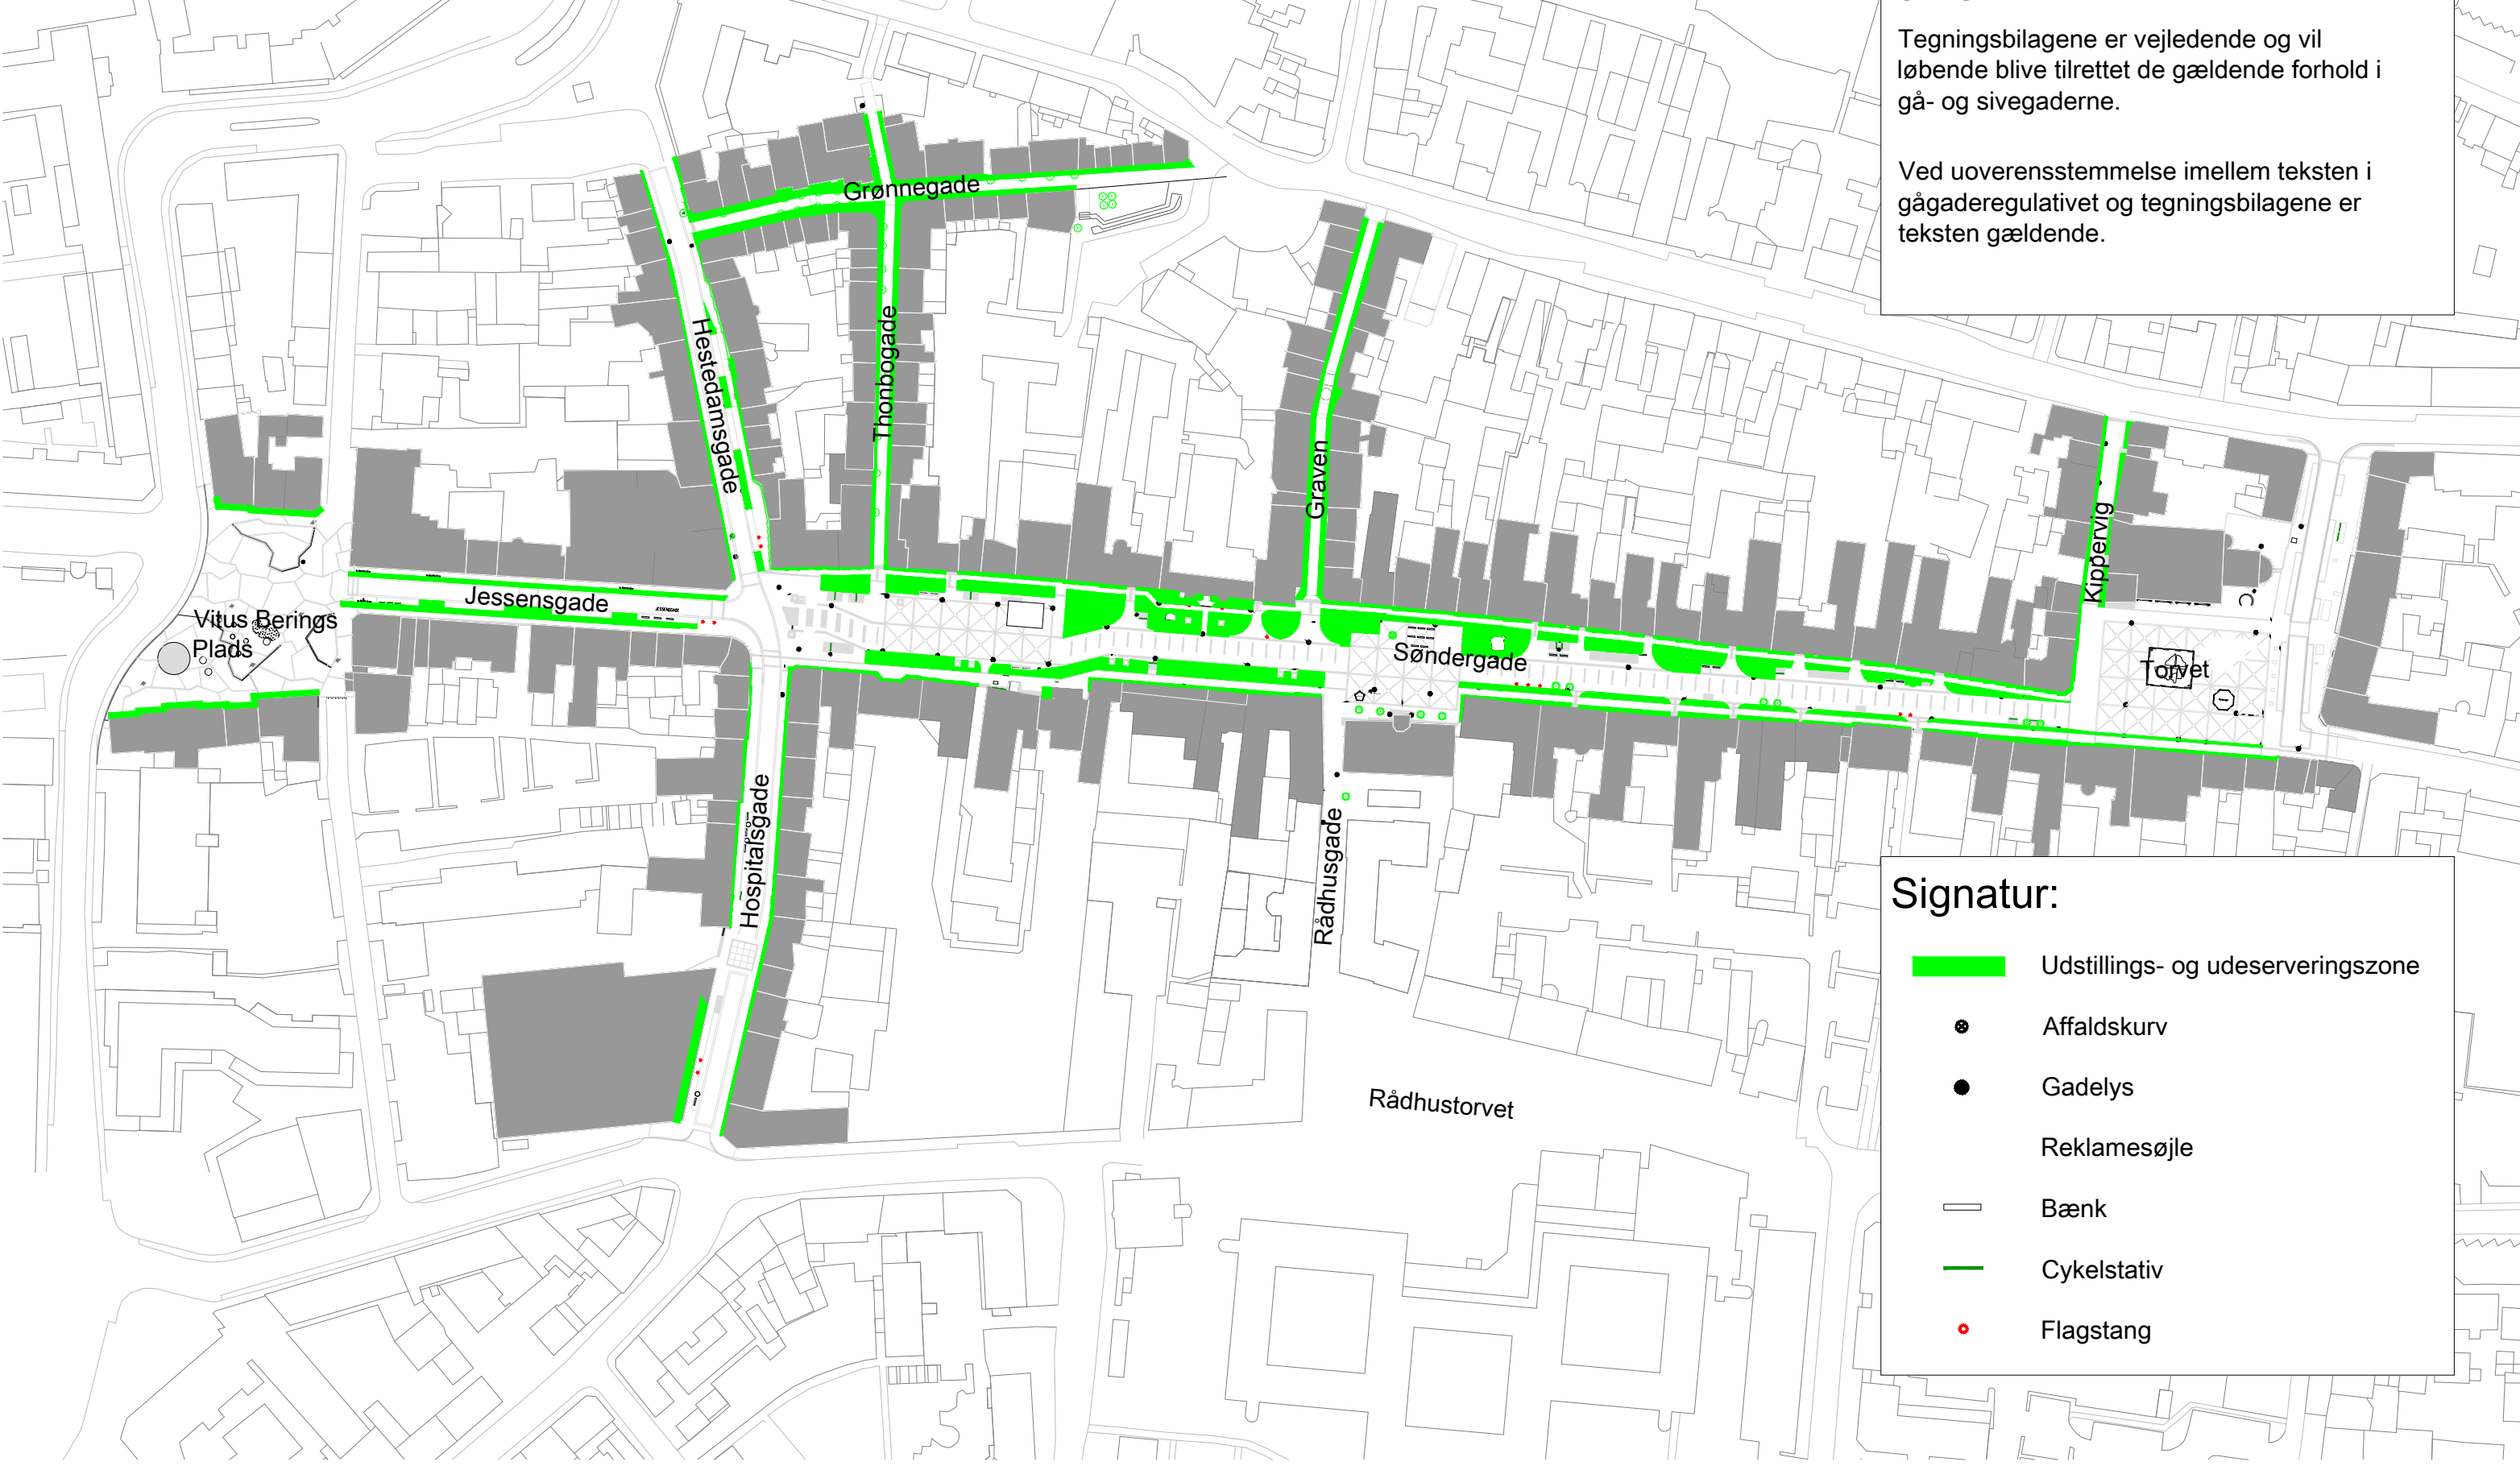 Tegningsbilagene er vejledende og vil
løbende blive tilrettet de gældende forhold i
gå- og sivegaderne.
Ved uoverensstemmelse imellem teksten i
gågaderegulativet og tegningsbilagene er
teksten gældende.
Grønnegade
Hestedamsgade
Thonbogade
Graven
Kippervig
Jessensgade
Vitus Berings
Plads
Søndergade
Torvet
Hospitalsgade
Rådhusgade
Rådhustorvet
Signatur:
Udstillings- og udeserveringszone
Affaldskurv
Gadelys
Reklamesøjle
Bænk
Cykelstativ
Flagstang